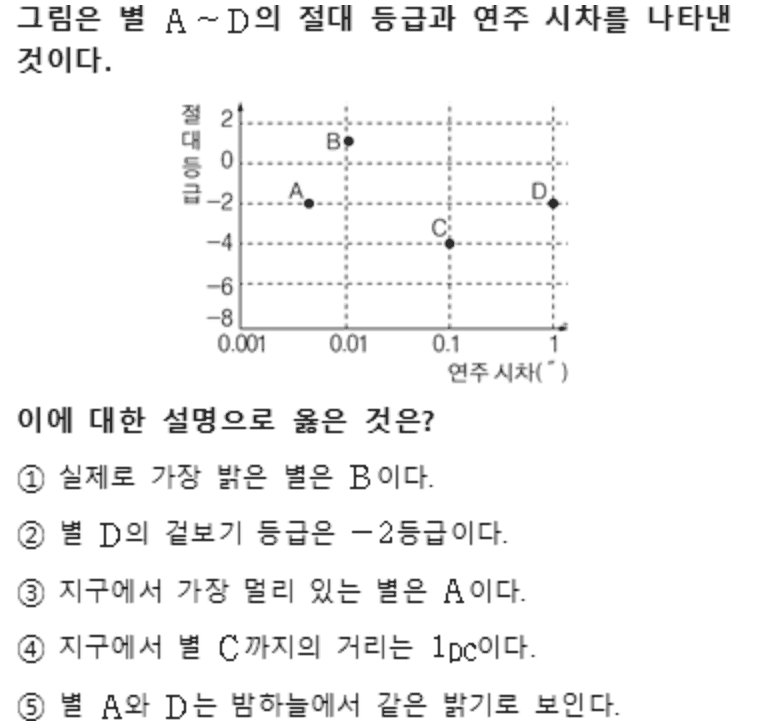 그림은 별 A ~ D의 절대 등급과 연주 시차를 나타낸
것이다.
절대등급
2
0
-2
-4
-6
-8
B
A
D
C
0.001 0.01 0.1 1
연주 시차(˝)
이에 대한 설명으로 옳은 것은?
① 실제로 가장 밝은 별은 B이다.
② 별 D의 겉보기 등급은 -2등급이다.
③ 지구에서 가장 멀리 있는 별은 A이다.
④ 지구에서 별 C까지의 거리는 1pc이다.
⑤ 별 A와 D는 밤하늘에서 같은 밝기로 보인다.